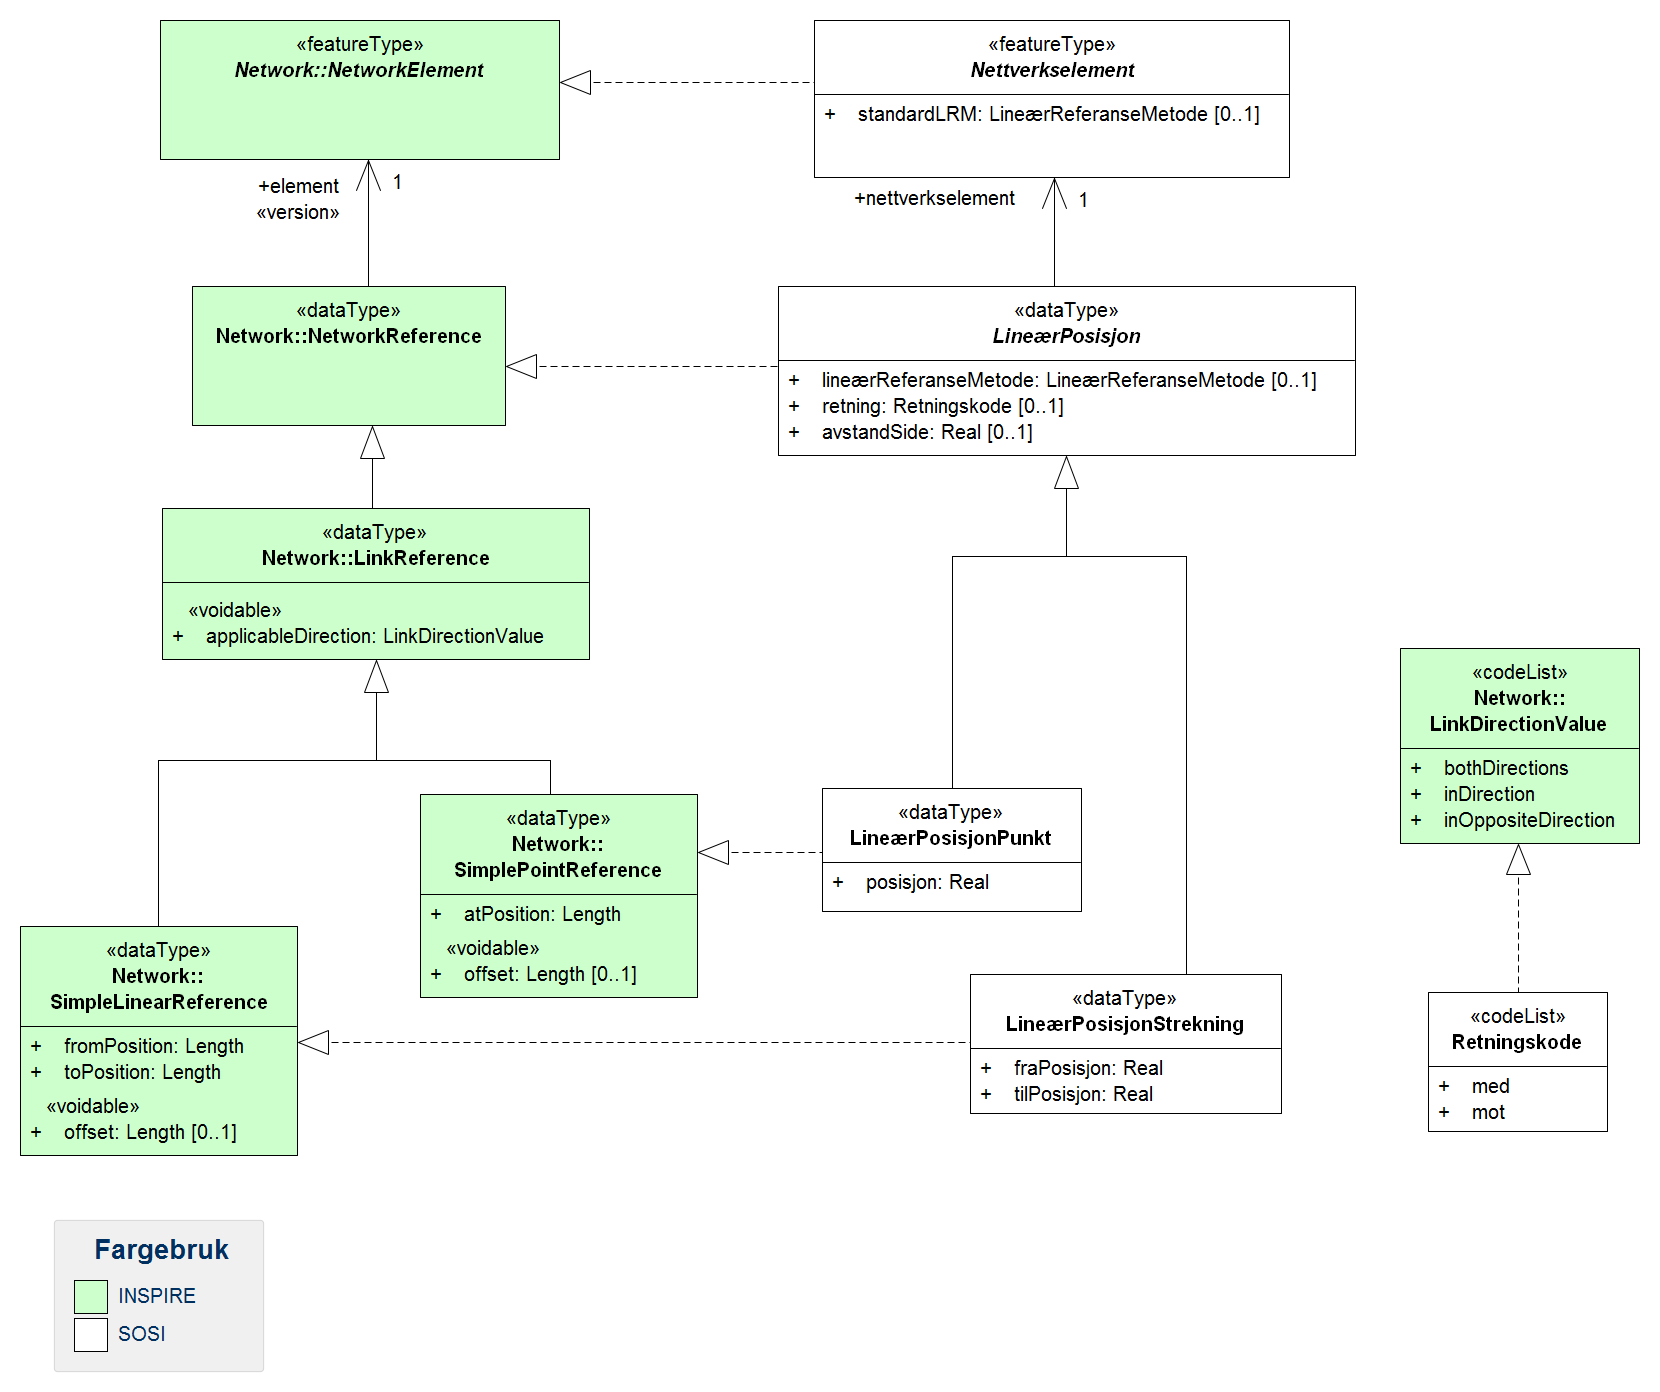 «featureType»
Network::NetworkElement
«featureType»
Nettverkselement
+ standardLRM: LineærReferanseMetode [0..1]
+element
«version»
1
+nettverkselement
1
«dataType»
Network::NetworkReference
«dataType»
LineærPosisjon
+ lineærReferanseMetode: LineærReferanseMetode [0..1]
+ retning: Retningskode [0..1]
+ avstandSide: Real [0..1]
«dataType»
Network::LinkReference
«voidable»
+ applicableDirection: LinkDirectionValue
«codeList»
Network::
LinkDirectionValue
+ bothDirections
+ inDirection
+ inOppositeDirection
«dataType»
Network::
SimplePointReference
+ atPosition: Length
«voidable»
+ offset: Length [0..1]
«dataType»
LineærPosisjonPunkt
+ posisjon: Real
«dataType»
Network::
SimpleLinearReference
+ fromPosition: Length
+ toPosition: Length
«voidable»
+ offset: Length [0..1]
«dataType»
LineærPosisjonStrekning
+ fraPosisjon: Real
+ tilPosisjon: Real
«codeList»
Retningskode
+ med
+ mot
Fargebruk
INSPIRE
SOSI